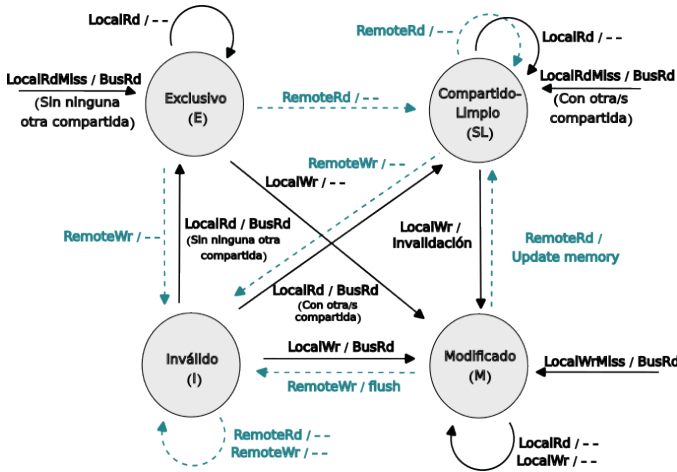 LocalRd / --
RemoteRd / --
LocalRd / --
LocalRdMiss / BusRd
(Sin ninguna
otra compartida)
Exclusivo
(E)
RemoteRd / --
Compartido-
Limpio
(SL)
LocalRdMiss / BusRd
(Con otra/s
compartida)
RemoteWr / --
LocalWr / --
RemoteWr / --
LocalRd / BusRd
(Sin ninguna otra
compartida)
LocalWr /
Invalidación
RemoteRd /
Update memory
LocalRd / BusRd
(Con otra/s
compartida)
Inválido
(I)
LocalWr / BusRd
RemoteWr / flush
Modificado
(M)
LocalWrMiss / BusRd
RemoteRd / --
RemoteWr / --
LocalRd / --
LocalWr / --